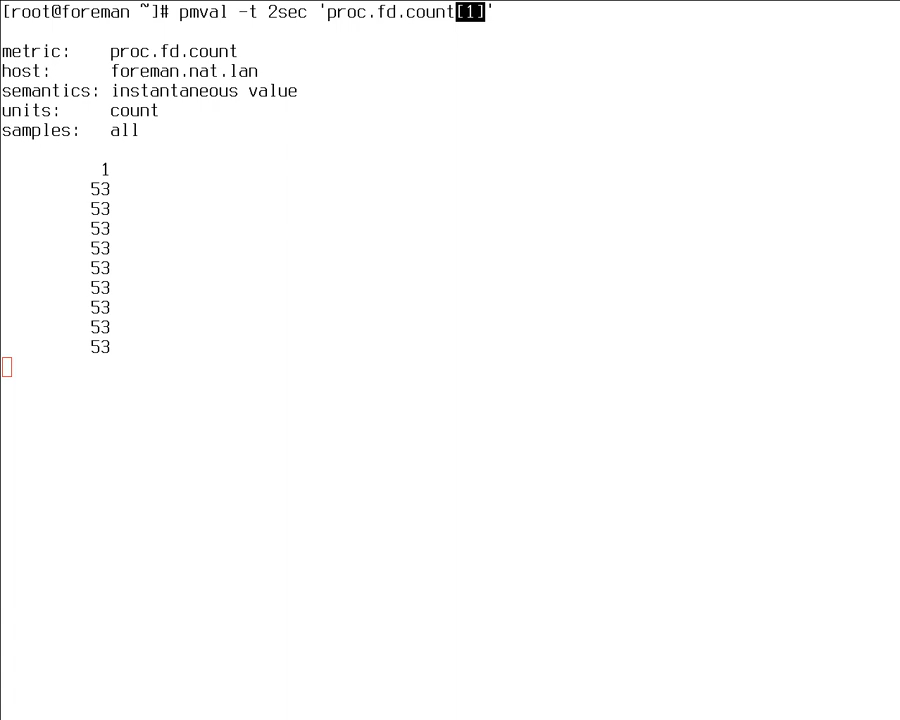 [root@foreman ~]# pmval -t 2sec 'proc.fd.count[1]'
metric:    proc.fd.count
host:      foreman.nat.lan
semantics: instantaneous value
units:     count
samples:   all
1
53
53
53
53
53
53
53
53
53